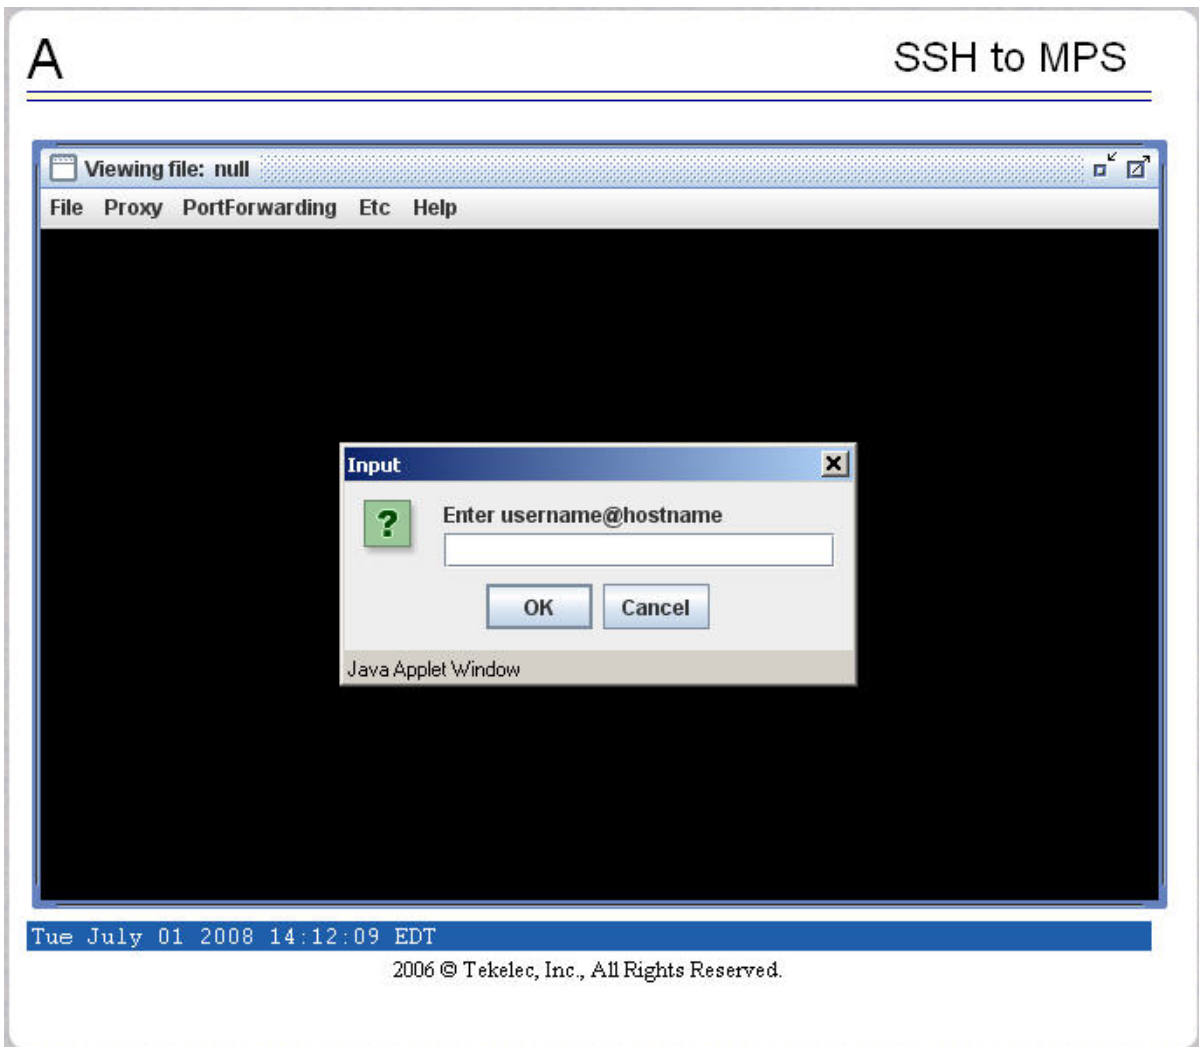 A SSH to MPS
Viewing file: null
File Proxy PortForwarding Etc Help
Input
? Enter username@hostname
OK Cancel
Java Applet Window
Tue July 01 2008 14:12:09 EDT
2006 © Tekelec, Inc., All Rights Reserved.